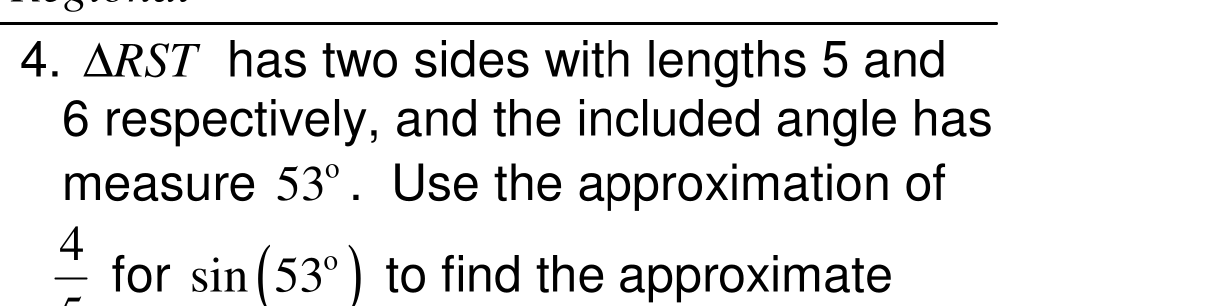 Regional
4. ΔRST has two sides with lengths 5 and
6 respectively, and the included angle has
measure 53°. Use the approximation of
4/5 for sin(53°) to find the approximate